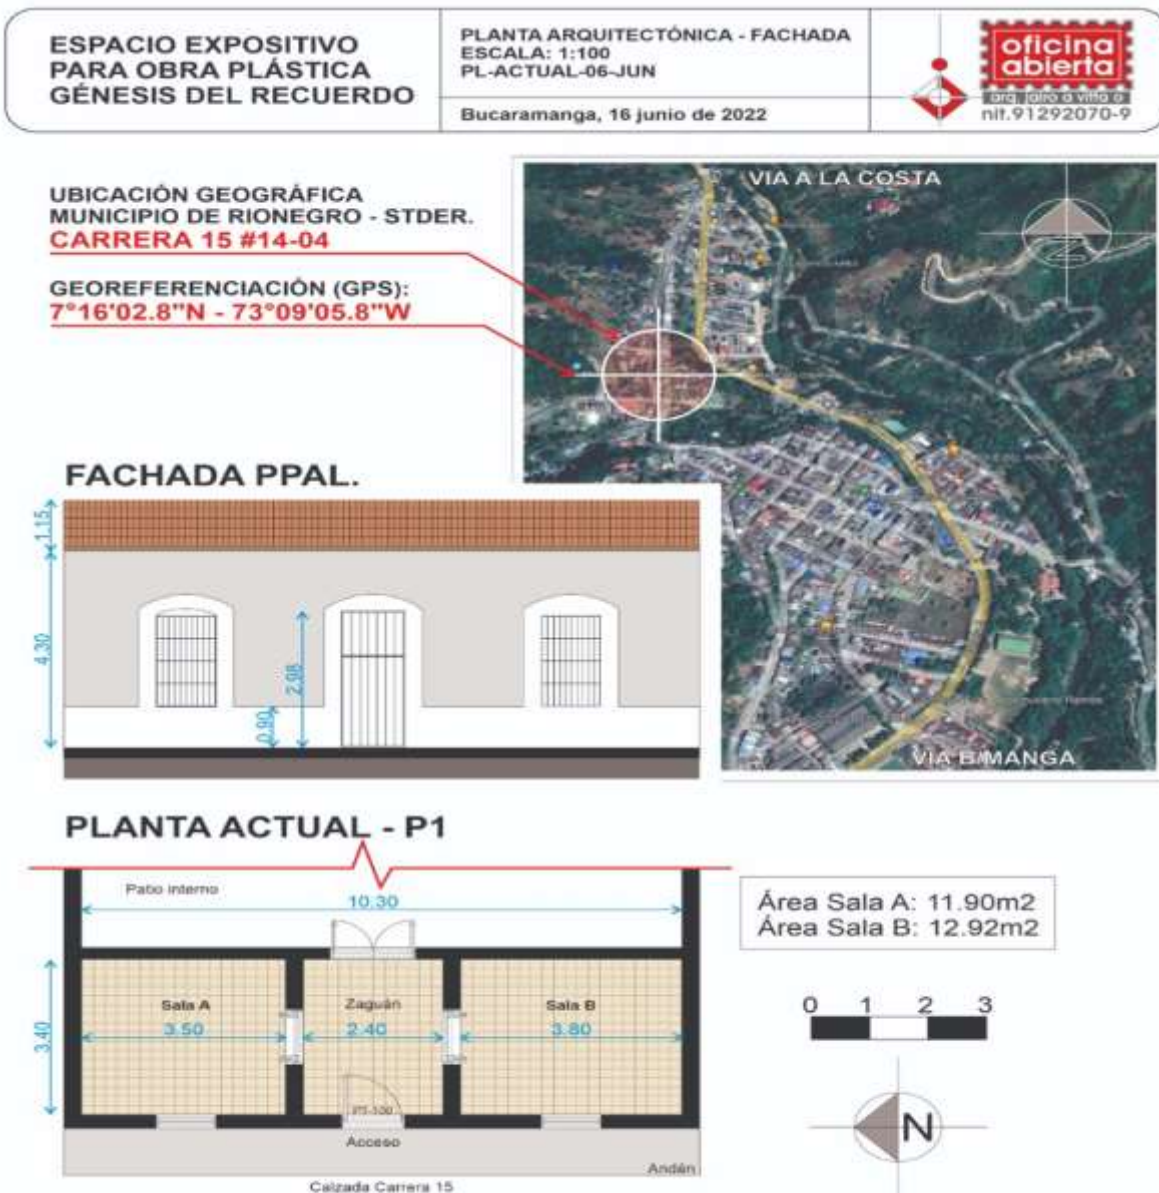 ESPACIO EXPOSITIVO
PARA OBRA PLÁSTICA
GÉNESIS DEL RECUERDO
PLANTA ARQUITECTÓNICA - FACHADA
ESCALA: 1:100
PL-ACTUAL-06-JUN
Bucaramanga, 16 junio de 2022
oficina
abierta
arq. jairo a vitta o
nit.91292070-9
UBICACIÓN GEOGRÁFICA
MUNICIPIO DE RIONEGRO - STDER.
CARRERA 15 #14-04
GEOREFERENCIACIÓN (GPS):
7°16'02.8"N - 73°09'05.8"W
VIA A LA COSTA
N
VIA B/MANGA
FACHADA PPAL.
1.15
4.30
2.98
0.90
PLANTA ACTUAL - P1
Patio interno
10.30
Sala A
Zaguán
Sala B
3.50
2.40
3.80
3.40
Acceso
Andén
Calzada Carrera 15
Área Sala A: 11.90m2
Área Sala B: 12.92m2
0 1 2 3
N